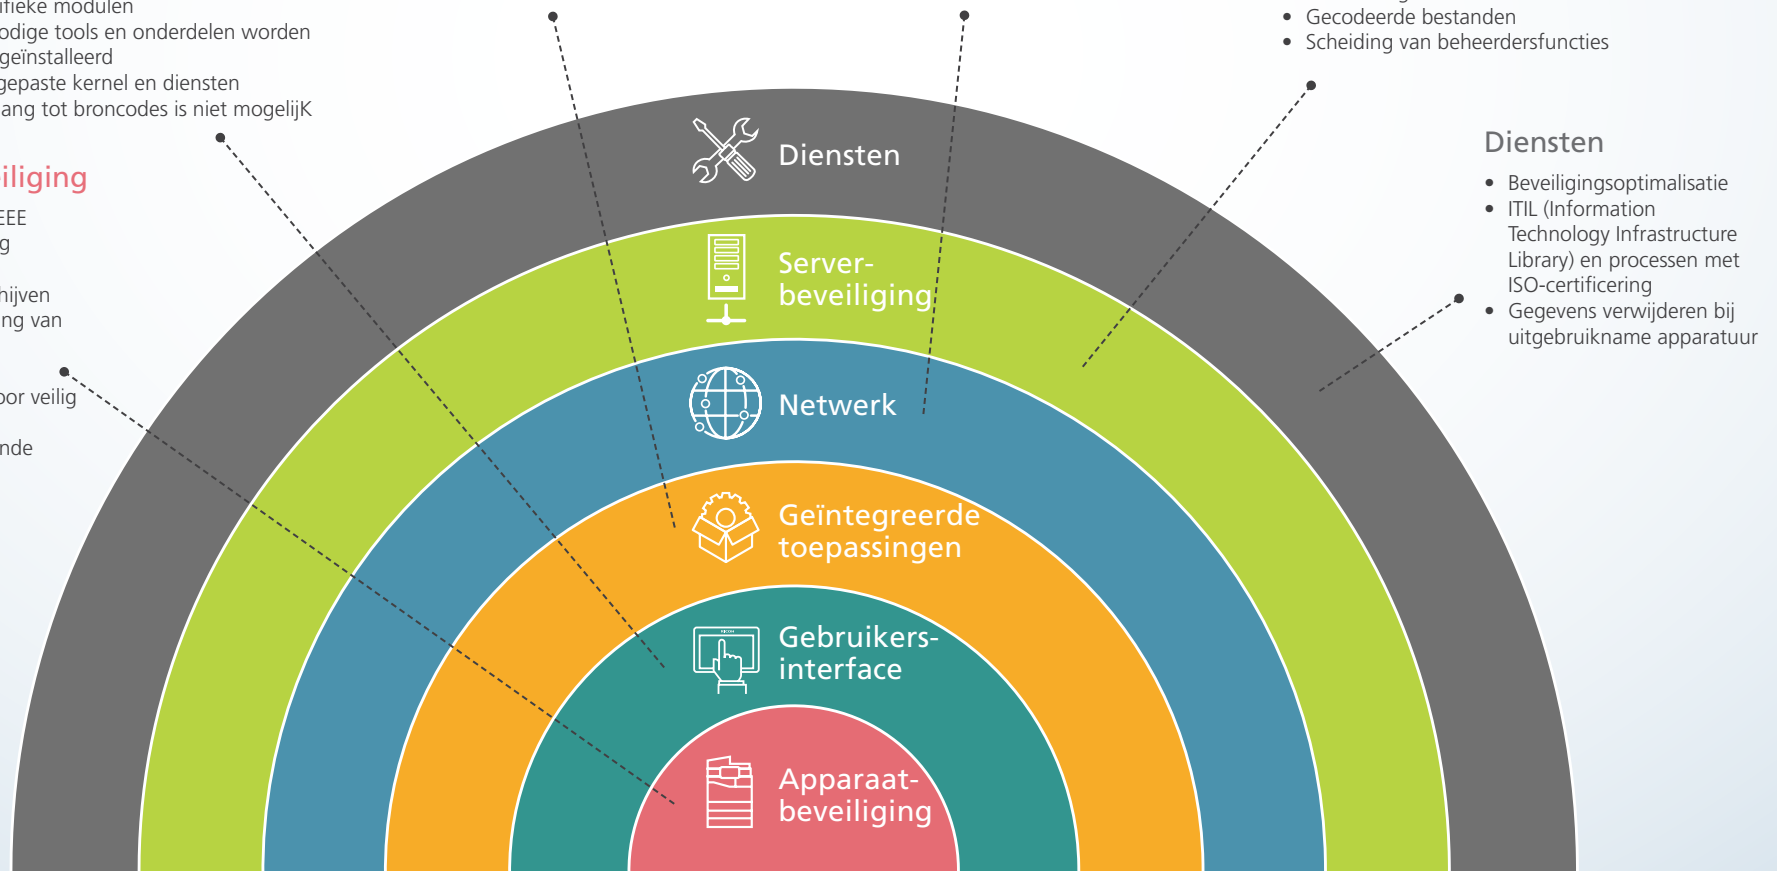 ifieke modulen
odige tools en onderdelen worden
geïnstalleerd
gepaste kernel en diensten
ang tot broncodes is niet mogelijK
iliging
EEE
g
hijven
ng van
oor veilig
nde
• Gecodeerde bestanden
• Scheiding van beheerdersfuncties
Diensten
• Beveiligingsoptimalisatie
• ITIL (Information
Technology Infrastructure
Library) en processen met
ISO-certificering
• Gegevens verwijderen bij
uitgebruikname apparatuur
Diensten
Server-
beveiliging
Netwerk
Geïntegreerde
toepassingen
Gebruikers-
interface
Apparaat-
beveiliging